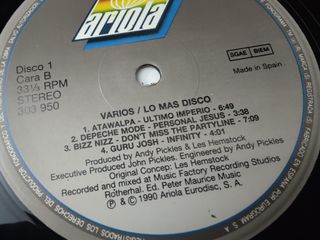 ariola
Disco 1
Cara B
33⅓ RPM
STEREO
303 950
SGAE BIEM
Made in Spain
VARIOS / LO MAS DISCO
1. ATAWALPA - ULTIMO IMPERIO - 6:49
2. DEPECHE MODE - PERSONAL JESUS - 3:38
3. BIZZ NIZZ - DON'T MISS THE PARTYLINE - 7:09
4. GURU JOSH - INFINITY - 4:01
Produced by Andy Pickles & Les Hemstock
Executive Produced John Pickles. Engineered by Andy Pickles
Original Concept: Les Hemstock
Recorded and mixed at Music Factory Recording Studios
Rotherhal. Ed. Peter Maurice Music
℗ & © 1990 Ariola Eurodisc, S. A.